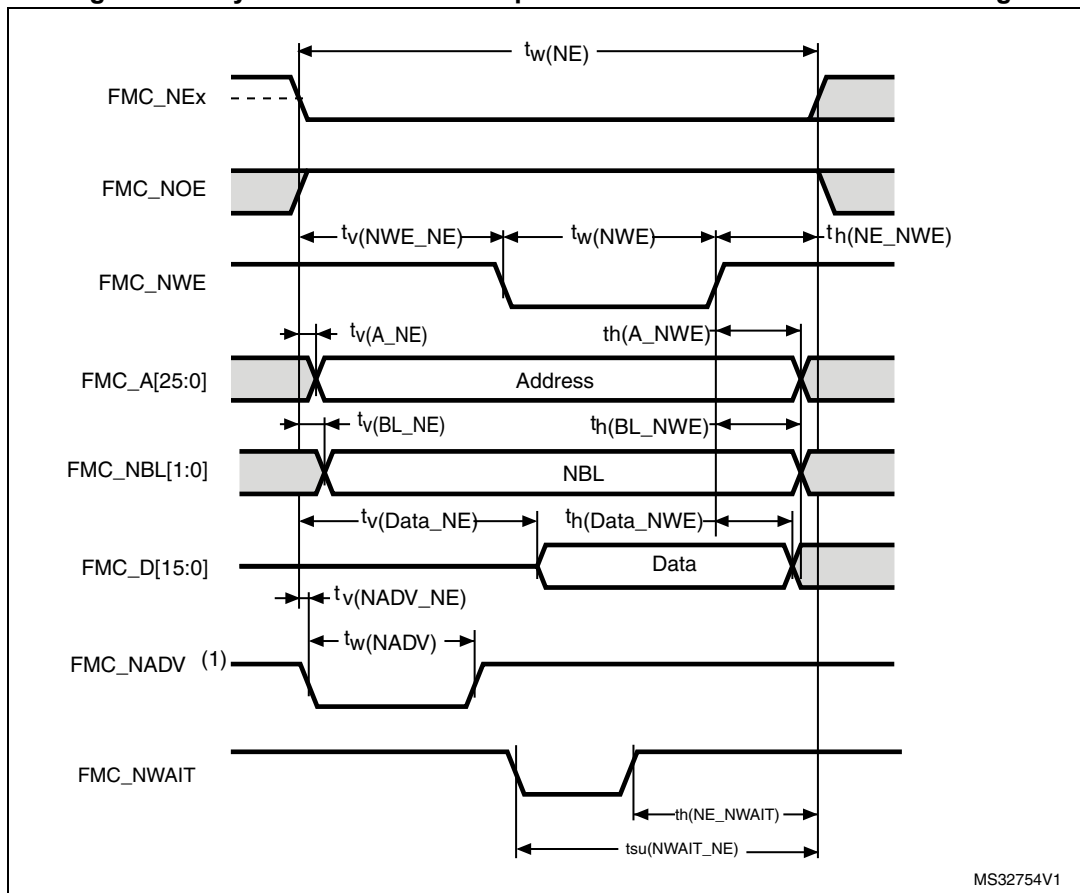 tw(NE)
FMC_NEx
FMC_NOE
tv(NWE_NE) tw(NWE) th(NE_NWE)
FMC_NWE
tv(A_NE) th(A_NWE)
FMC_A[25:0] Address
tv(BL_NE) th(BL_NWE)
FMC_NBL[1:0] NBL
tv(Data_NE) th(Data_NWE)
FMC_D[15:0] Data
tv(NADV_NE)
tw(NADV)
FMC_NADV (1)
FMC_NWAIT
th(NE_NWAIT)
tsu(NWAIT_NE)
MS32754V1